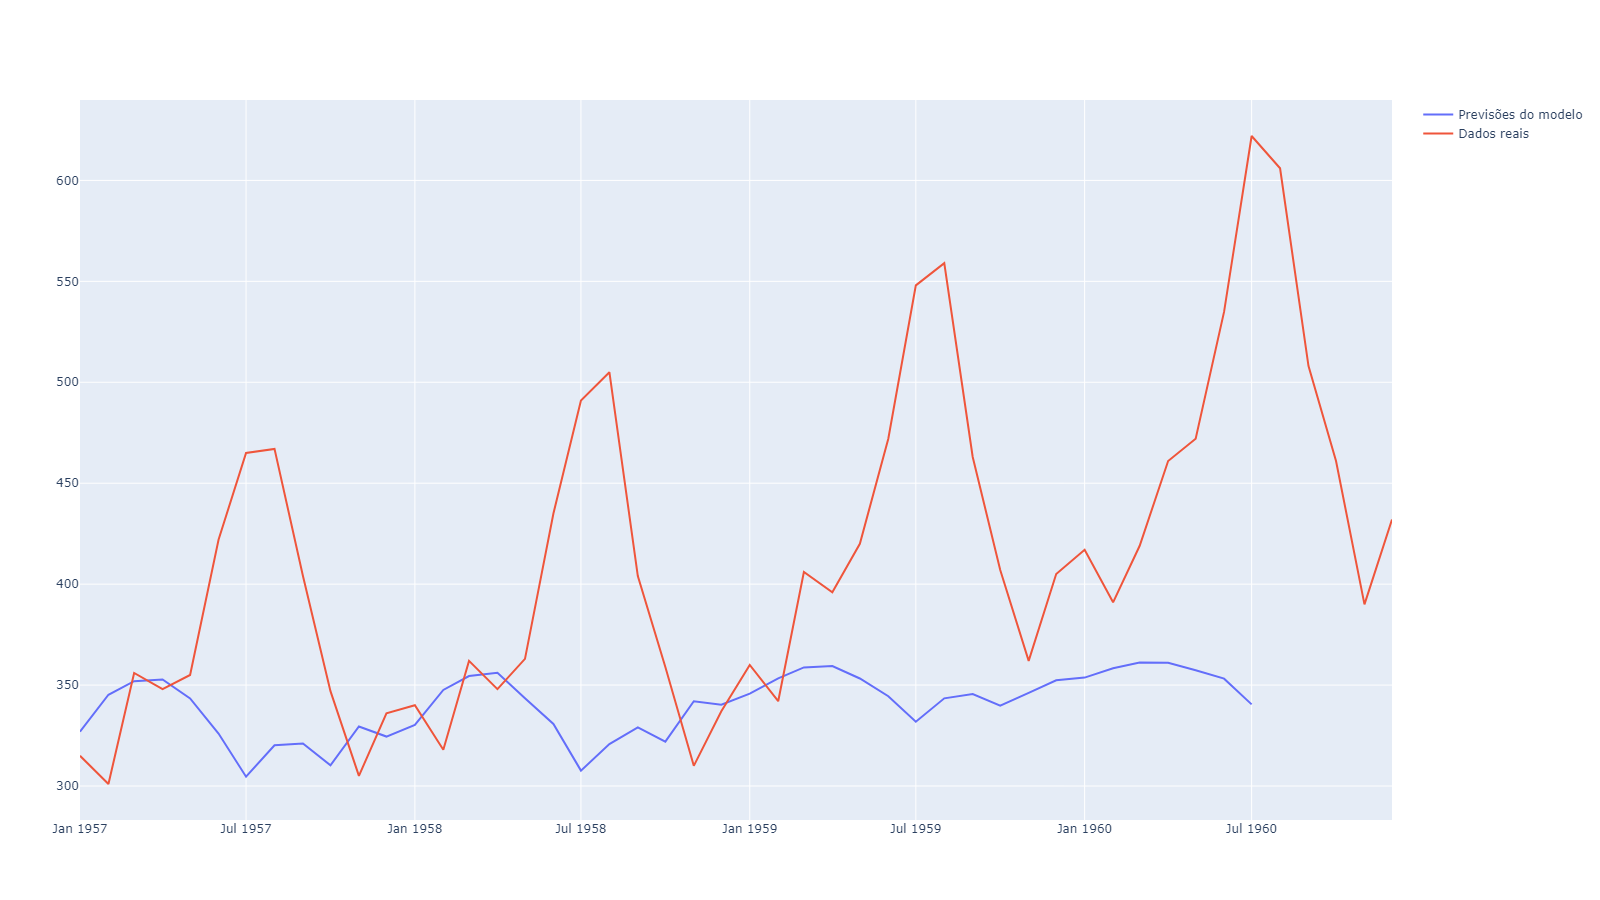 Previsões do modelo
Dados reais
600
550
500
450
400
350
300
Jan 1957
Jul 1957
Jan 1958
Jul 1958
Jan 1959
Jul 1959
Jan 1960
Jul 1960